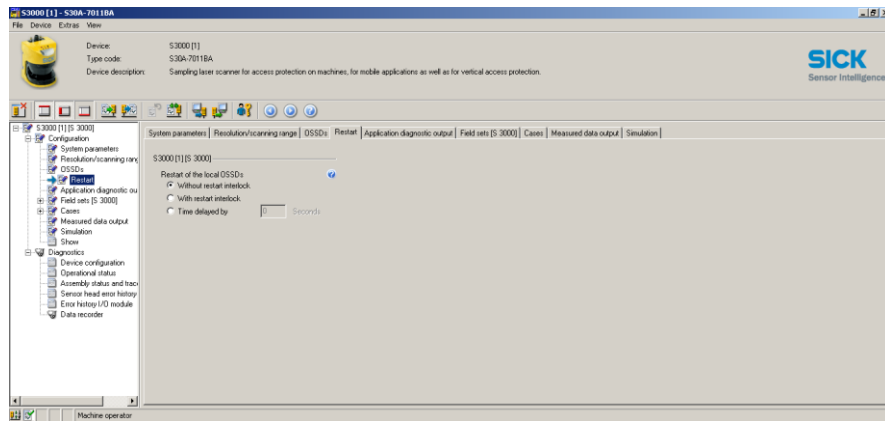 S3000 [1] - S30A-7011BA
File Device Extras View
Device: S3000 [1]
Type code: S30A-7011BA
Device description: Sampling laser scanner for access protection on machines, for mobile applications as well as for vertical access protection.
SICK
Sensor Intelligence
S3000 [1] [S 3000]
Configuration
System parameters
Resolution/scanning rang
OSSDs
Restart
Application diagnostic ou
Field sets [S 3000]
Cases
Measured data output
Simulation
Show
Diagnostics
Device configuration
Operational status
Assembly status and trac
Sensor head error history
Error history I/O module
Data recorder
System parameters Resolution/scanning range OSSDs Restart Application diagnostic output Field sets [S 3000] Cases Measured data output Simulation
S3000 [1] [S 3000]
Restart of the local OSSDs
Without restart interlock
With restart interlock
Time delayed by 0 Seconds
Machine operator